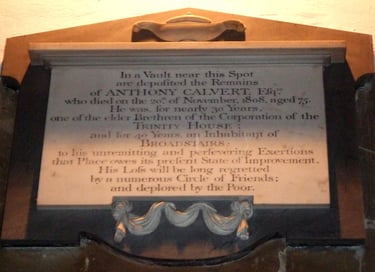 In a Vault near this Spot
are depoſited the Remains
of ANTHONY CALVERT, Eſqr.
who died on the 20th of November, 1808, aged 73.
He was, for nearly 30 Years,
one of the elder Brethren of the Corporation of the
TRINITY HOUSE;
and for 40 Years, an Inhabitant of
BROADSTAIRS;
to his unremitting and perſevering Exertions
that Place owes its preſent State of Improvement.
His Loſs will be long regretted
by a numerous Circle of Friends;
and deplored by the Poor.